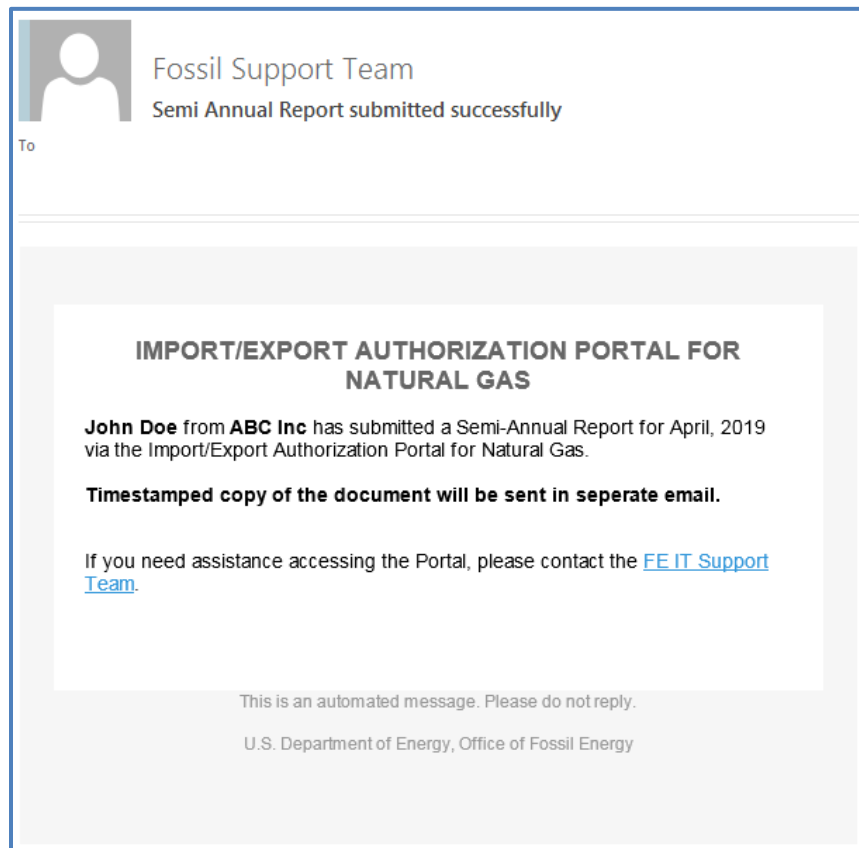 Fossil Support Team
Semi Annual Report submitted successfully
To
IMPORT/EXPORT AUTHORIZATION PORTAL FOR
NATURAL GAS
John Doe from ABC Inc has submitted a Semi-Annual Report for April, 2019
via the Import/Export Authorization Portal for Natural Gas.
Timestamped copy of the document will be sent in seperate email.
If you need assistance accessing the Portal, please contact the FE IT Support
Team.
This is an automated message. Please do not reply.
U.S. Department of Energy, Office of Fossil Energy